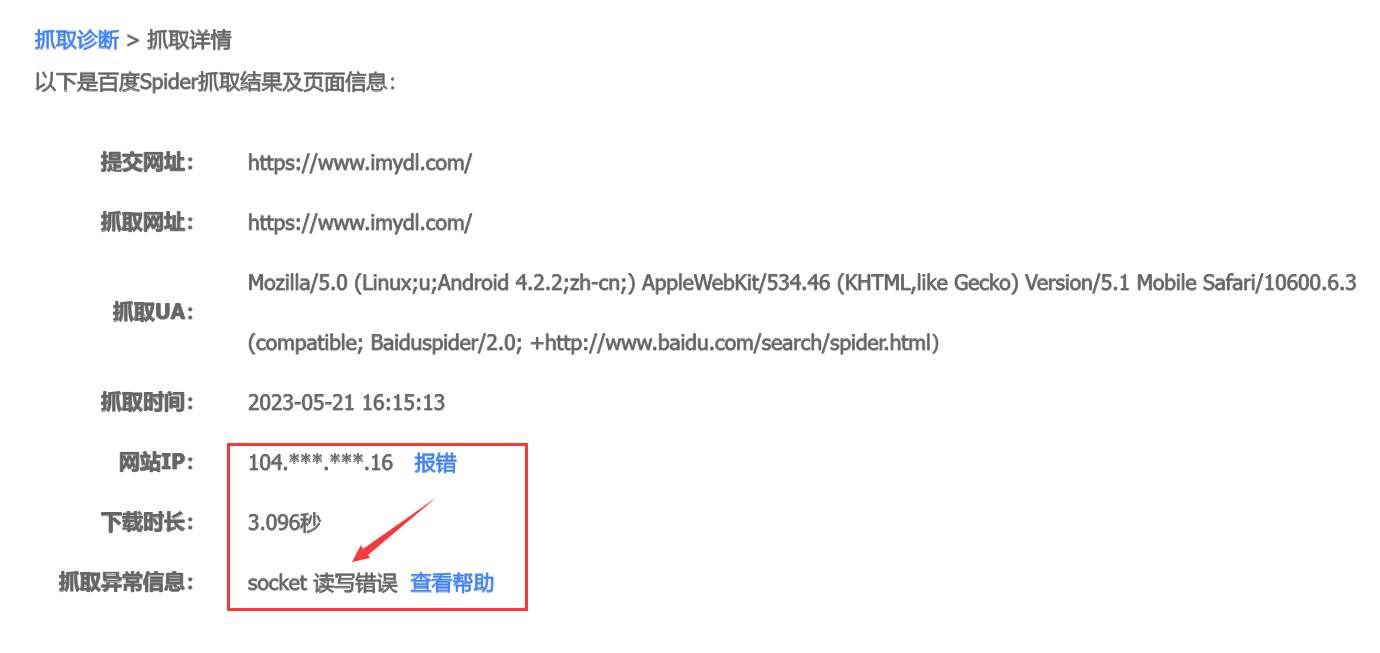 抓取诊断 > 抓取详情
以下是百度Spider抓取结果及页面信息：
提交网址： https://www.imydl.com/
抓取网址： https://www.imydl.com/
抓取UA： Mozilla/5.0 (Linux;u;Android 4.2.2;zh-cn;) AppleWebKit/534.46 (KHTML,like Gecko) Version/5.1 Mobile Safari/10600.6.3
(compatible; Baiduspider/2.0; +http://www.baidu.com/search/spider.html)
抓取时间： 2023-05-21 16:15:13
网站IP： 104.***.***.16 报错
下载时长： 3.096秒
抓取异常信息： socket 读写错误 查看帮助